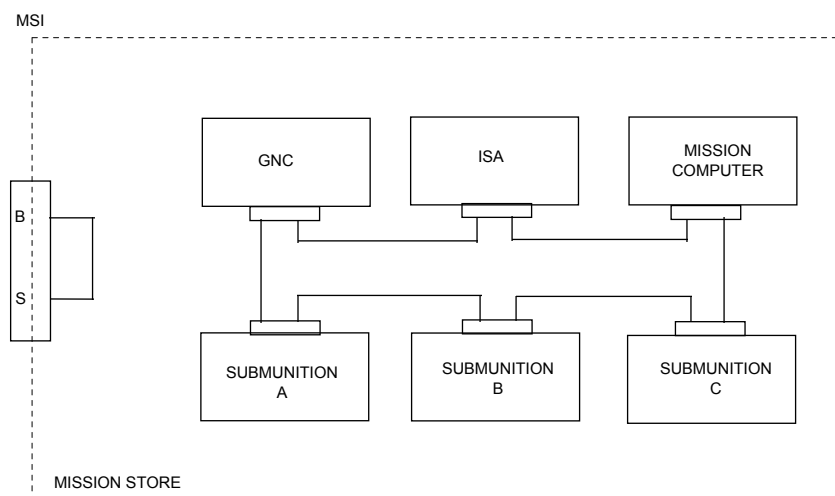 MSI
GNC
ISA
MISSION
COMPUTER
B
S
SUBMUNITION
A
SUBMUNITION
B
SUBMUNITION
C
MISSION STORE